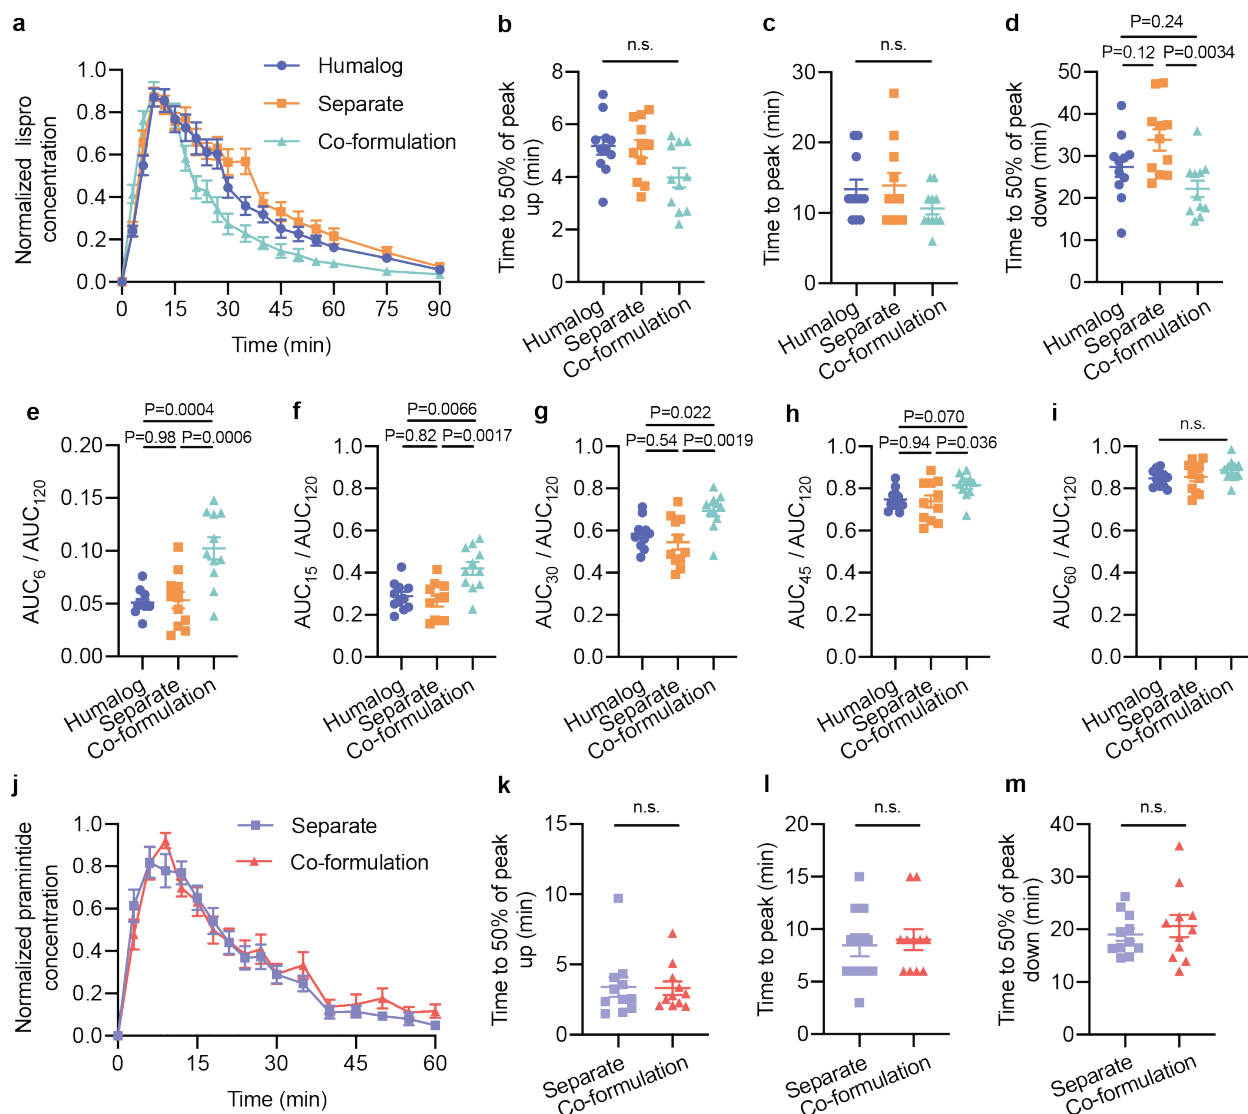 a
Normalized lispro
concentration
1.0
0.8
0.6
0.4
0.2
0.0
0 15 30 45 60 75 90
Time (min)
Humalog
Separate
Co-formulation
b
n.s.
Time to 50% of peak
up (min)
8
6
4
2
0
Humalog
Separate
Co-formulation
c
n.s.
Time to peak (min)
30
20
10
0
Humalog
Separate
Co-formulation
d
P=0.24
P=0.12 P=0.0034
Time to 50% of peak
down (min)
50
40
30
20
10
0
Humalog
Separate
Co-formulation
e
P=0.0004
P=0.98 P=0.0006
AUC6 / AUC120
0.20
0.15
0.10
0.05
0.00
Humalog
Separate
Co-formulation
f
P=0.0066
P=0.82 P=0.0017
AUC15 / AUC120
1.0
0.8
0.6
0.4
0.2
0.0
Humalog
Separate
Co-formulation
g
P=0.022
P=0.54 P=0.0019
AUC30 / AUC120
1.0
0.8
0.6
0.4
0.2
0.0
Humalog
Separate
Co-formulation
h
P=0.070
P=0.94 P=0.036
AUC45 / AUC120
1.0
0.8
0.6
0.4
0.2
0.0
Humalog
Separate
Co-formulation
i
n.s.
AUC60 / AUC120
1.0
0.8
0.6
0.4
0.2
0.0
Humalog
Separate
Co-formulation
j
Normalized pramintide
concentration
1.0
0.8
0.6
0.4
0.2
0.0
0 15 30 45 60
Time (min)
Separate
Co-formulation
k
n.s.
Time to 50% of peak
up (min)
15
10
5
0
Separate
Co-formulation
l
n.s.
Time to peak (min)
20
15
10
5
0
Separate
Co-formulation
m
n.s.
Time to 50% of peak
down (min)
40
30
20
10
0
Separate
Co-formulation